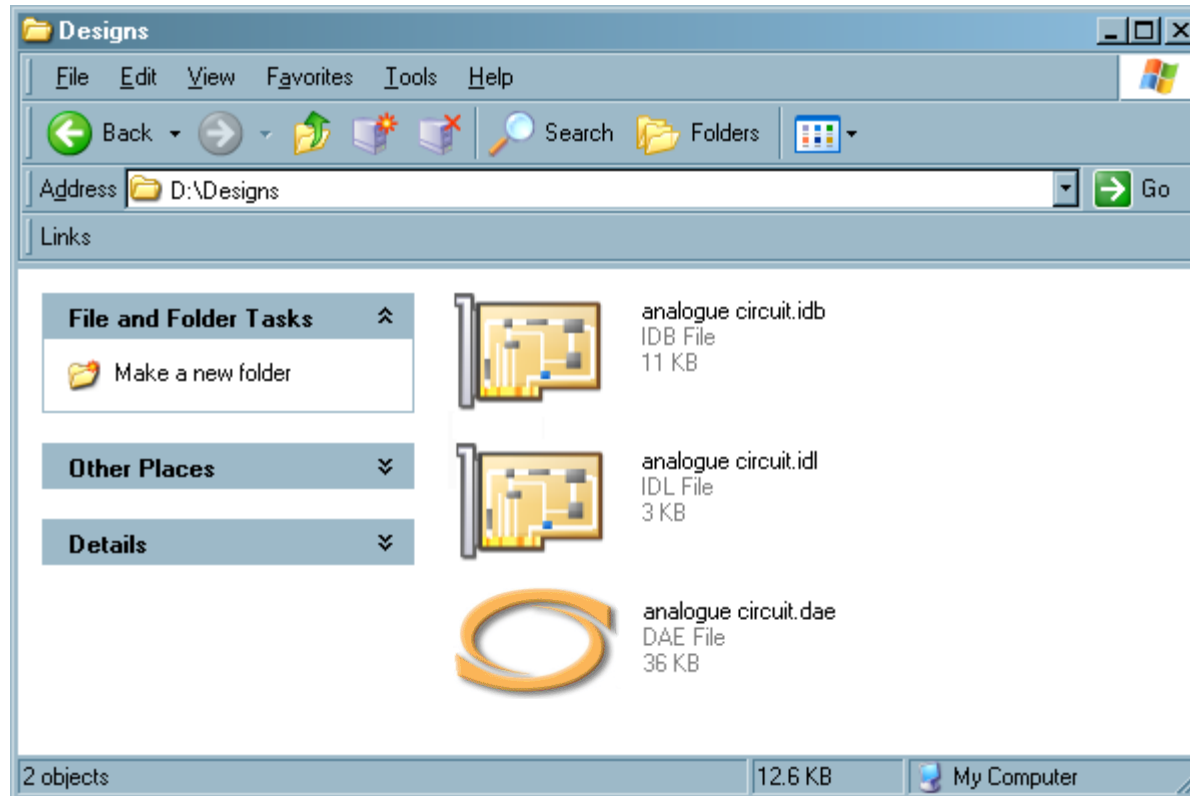 Designs
File Edit View Favorites Tools Help
Back Search Folders
Address D:\Designs Go
Links
File and Folder Tasks
Make a new folder
Other Places
Details
analogue circuit.idb
IDB File
11 KB
analogue circuit.idl
IDL File
3 KB
analogue circuit.dae
DAE File
36 KB
2 objects 12.6 KB My Computer